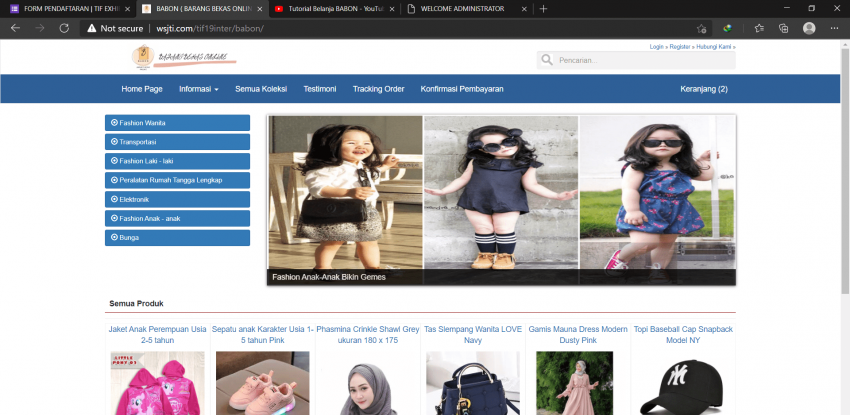 FORM PENDAFTARAN | TIF EXHI
BABON ( BARANG BEKAS ONLIN
Tutorial Belanja BABON - YouTu
WELCOME ADMINISTRATOR
Not secure
wsjti.com/tif19inter/babon/
BARANG BEKAS ONLINE
Login » Register » Hubungi Kami »
Pencarian...
Home Page
Informasi
Semua Koleksi
Testimoni
Tracking Order
Konfirmasi Pembayaran
Keranjang (2)
Fashion Wanita
Transportasi
Fashion Laki - laki
Peralatan Rumah Tangga Lengkap
Elektronik
Fashion Anak - anak
Bunga
Fashion Anak-Anak Bikin Gemes
Semua Produk
Jaket Anak Perempuan Usia
2-5 tahun
Sepatu anak Karakter Usia 1-
5 tahun Pink
Phasmina Crinkle Shawl Grey
ukuran 180 x 175
Tas Slempang Wanita LOVE
Navy
Gamis Mauna Dress Modern
Dusty Pink
Topi Baseball Cap Snapback
Model NY
LITTLE
PONY 01
NY